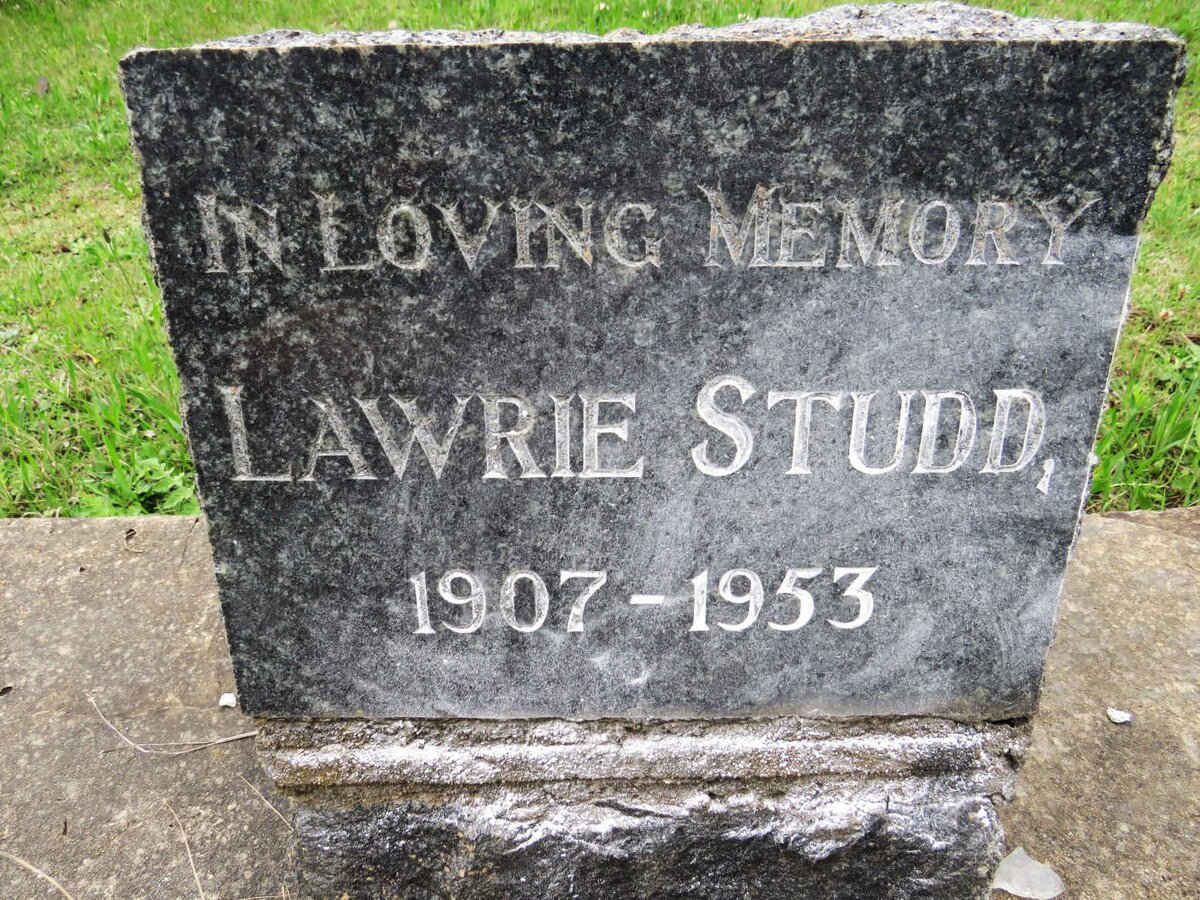 In Loving Memory
Lawrie Studd,
1907-1953